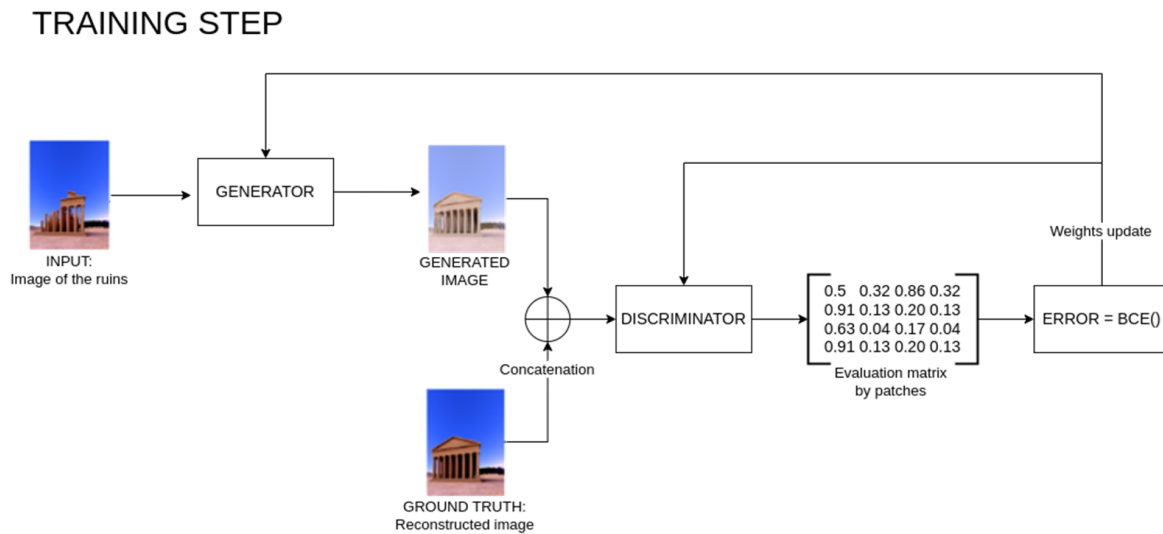 TRAINING STEP
GENERATOR
INPUT:
Image of the ruins
GENERATED
IMAGE
Weights update
DISCRIMINATOR
0.5 0.32 0.86 0.32
0.91 0.13 0.20 0.13
0.63 0.04 0.17 0.04
0.91 0.13 0.20 0.13
ERROR = BCE()
Concatenation
Evaluation matrix
by patches
GROUND TRUTH:
Reconstructed image